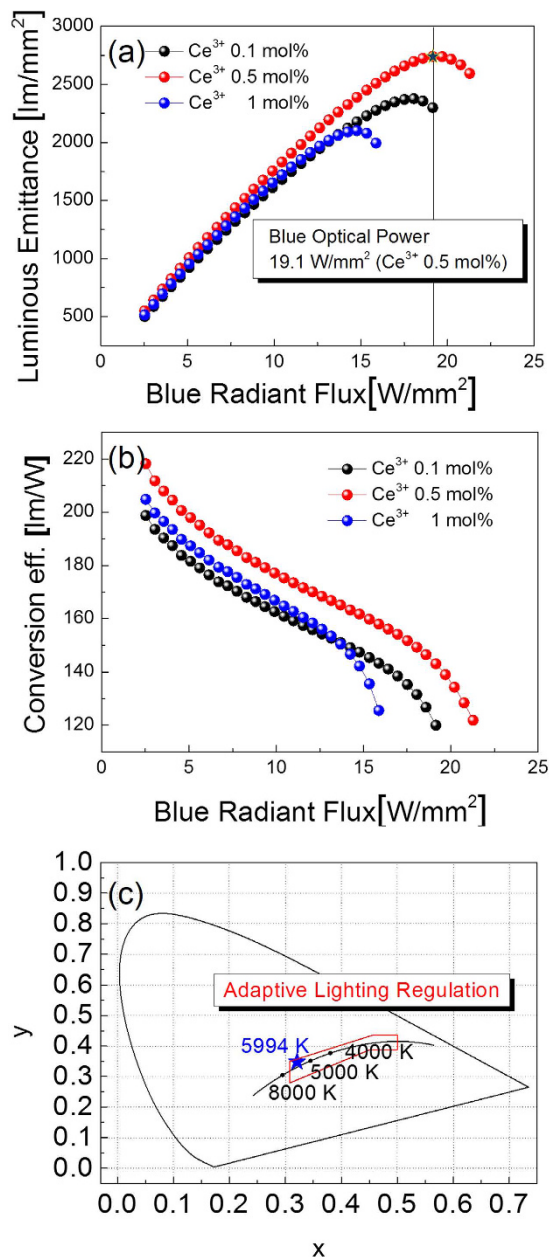 (a)
Ce³⁺ 0.1 mol%
Ce³⁺ 0.5 mol%
Ce³⁺ 1 mol%
Luminous Emittance [lm/mm²]
3000
2500
2000
1500
1000
500
Blue Optical Power
19.1 W/mm² (Ce³⁺ 0.5 mol%)
0 5 10 15 20 25
Blue Radiant Flux[W/mm²]
(b)
Ce³⁺ 0.1 mol%
Ce³⁺ 0.5 mol%
Ce³⁺ 1 mol%
Conversion eff. [lm/W]
220
200
180
160
140
120
0 5 10 15 20 25
Blue Radiant Flux[W/mm²]
(c)
y
1.0
0.9
0.8
0.7
0.6
0.5
0.4
0.3
0.2
0.1
0.0
Adaptive Lighting Regulation
5994 K
4000 K
5000 K
8000 K
0.0 0.1 0.2 0.3 0.4 0.5 0.6 0.7
x